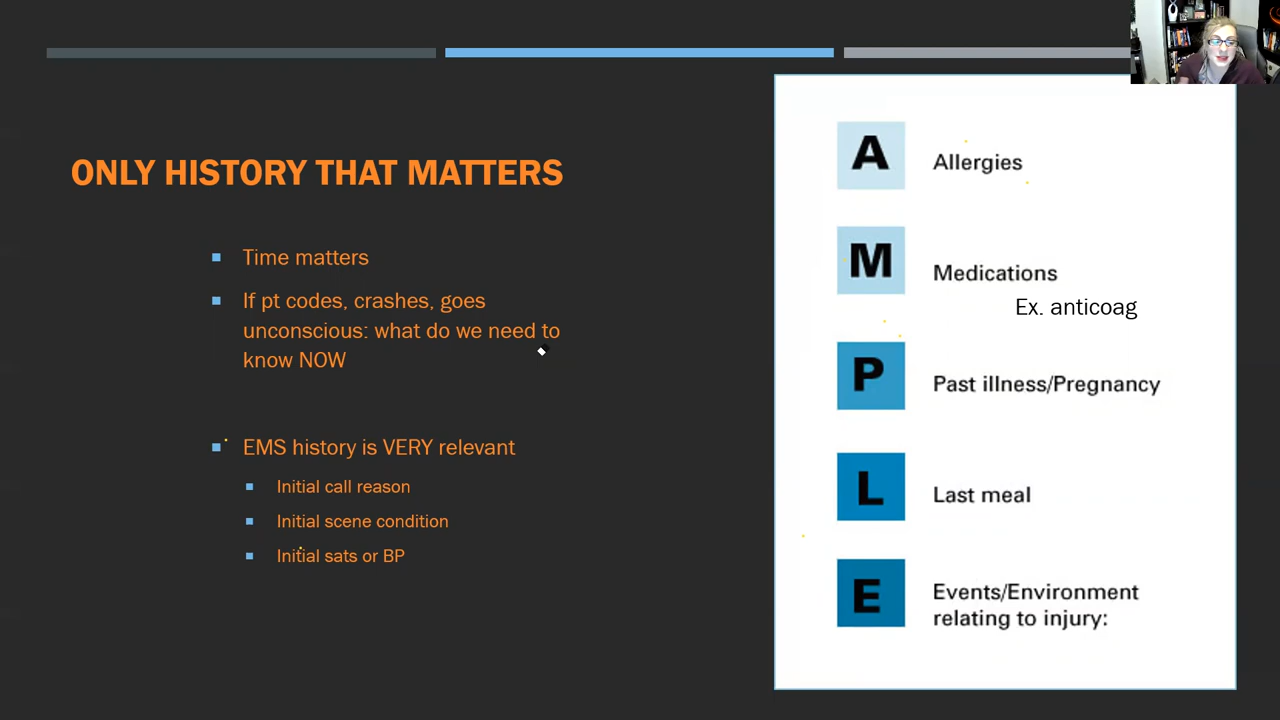 ONLY HISTORY THAT MATTERS
Time matters
If pt codes, crashes, goes
unconscious: what do we need to
know NOW
EMS history is VERY relevant
Initial call reason
Initial scene condition
Initial sats or BP
A Allergies
M Medications
Ex. anticoag
P Past illness/Pregnancy
L Last meal
E Events/Environment
relating to injury: